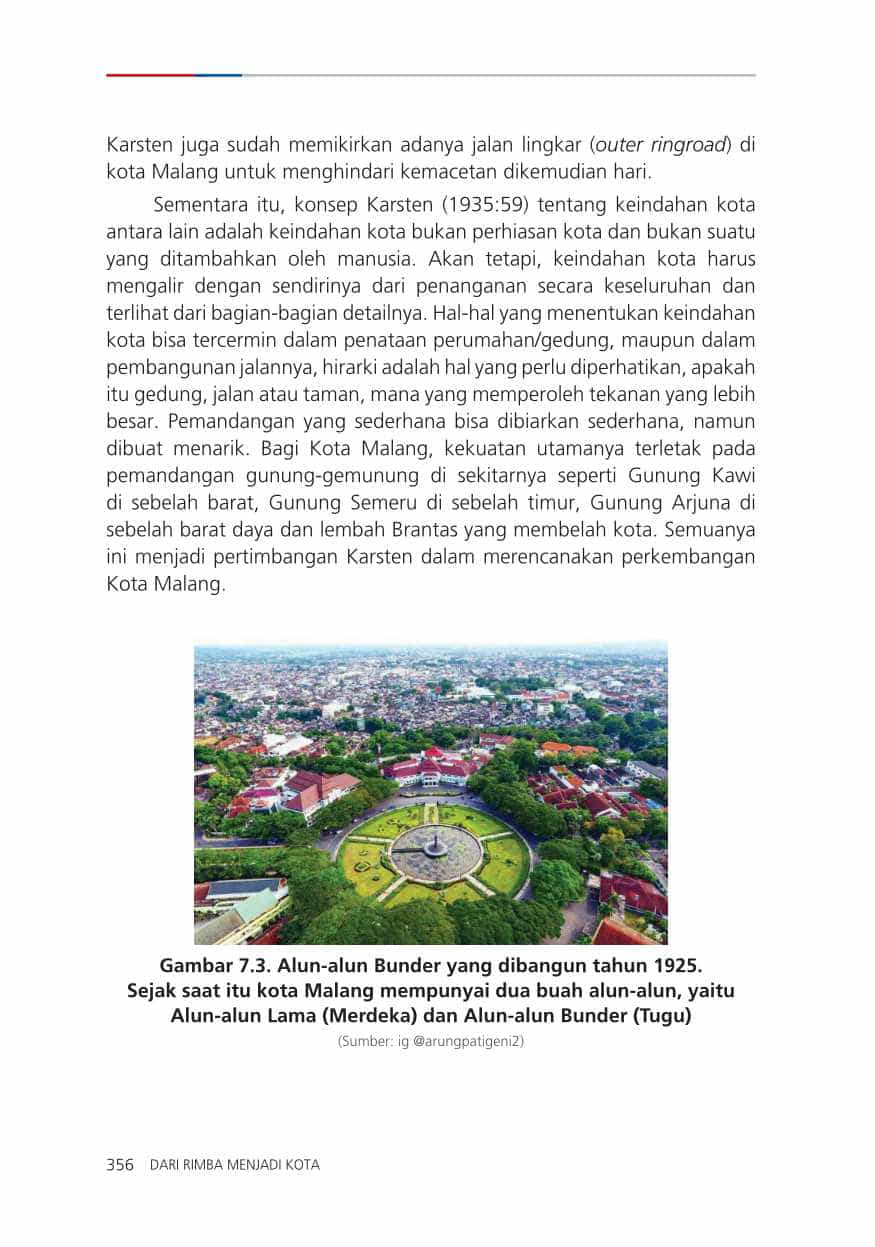 Karsten juga sudah memikirkan adanya jalan lingkar (outer ringroad) di
kota Malang untuk menghindari kemacetan dikemudian hari.
Sementara itu, konsep Karsten (1935:59) tentang keindahan kota
antara lain adalah keindahan kota bukan perhiasan kota dan bukan suatu
yang ditambahkan oleh manusia. Akan tetapi, keindahan kota harus
mengalir dengan sendirinya dari penanganan secara keseluruhan dan
terlihat dari bagian-bagian detailnya. Hal-hal yang menentukan keindahan
kota bisa tercermin dalam penataan perumahan/gedung, maupun dalam
pembangunan jalannya, hirarki adalah hal yang perlu diperhatikan, apakah
itu gedung, jalan atau taman, mana yang memperoleh tekanan yang lebih
besar. Pemandangan yang sederhana bisa dibiarkan sederhana, namun
dibuat menarik. Bagi Kota Malang, kekuatan utamanya terletak pada
pemandangan gunung-gemunung di sekitarnya seperti Gunung Kawi
di sebelah barat, Gunung Semeru di sebelah timur, Gunung Arjuna di
sebelah barat daya dan lembah Brantas yang membelah kota. Semuanya
ini menjadi pertimbangan Karsten dalam merencanakan perkembangan
Kota Malang.
Gambar 7.3. Alun-alun Bunder yang dibangun tahun 1925.
Sejak saat itu kota Malang mempunyai dua buah alun-alun, yaitu
Alun-alun Lama (Merdeka) dan Alun-alun Bunder (Tugu)
(Sumber: ig @arungpatigeni2)
356 DARI RIMBA MENJADI KOTA